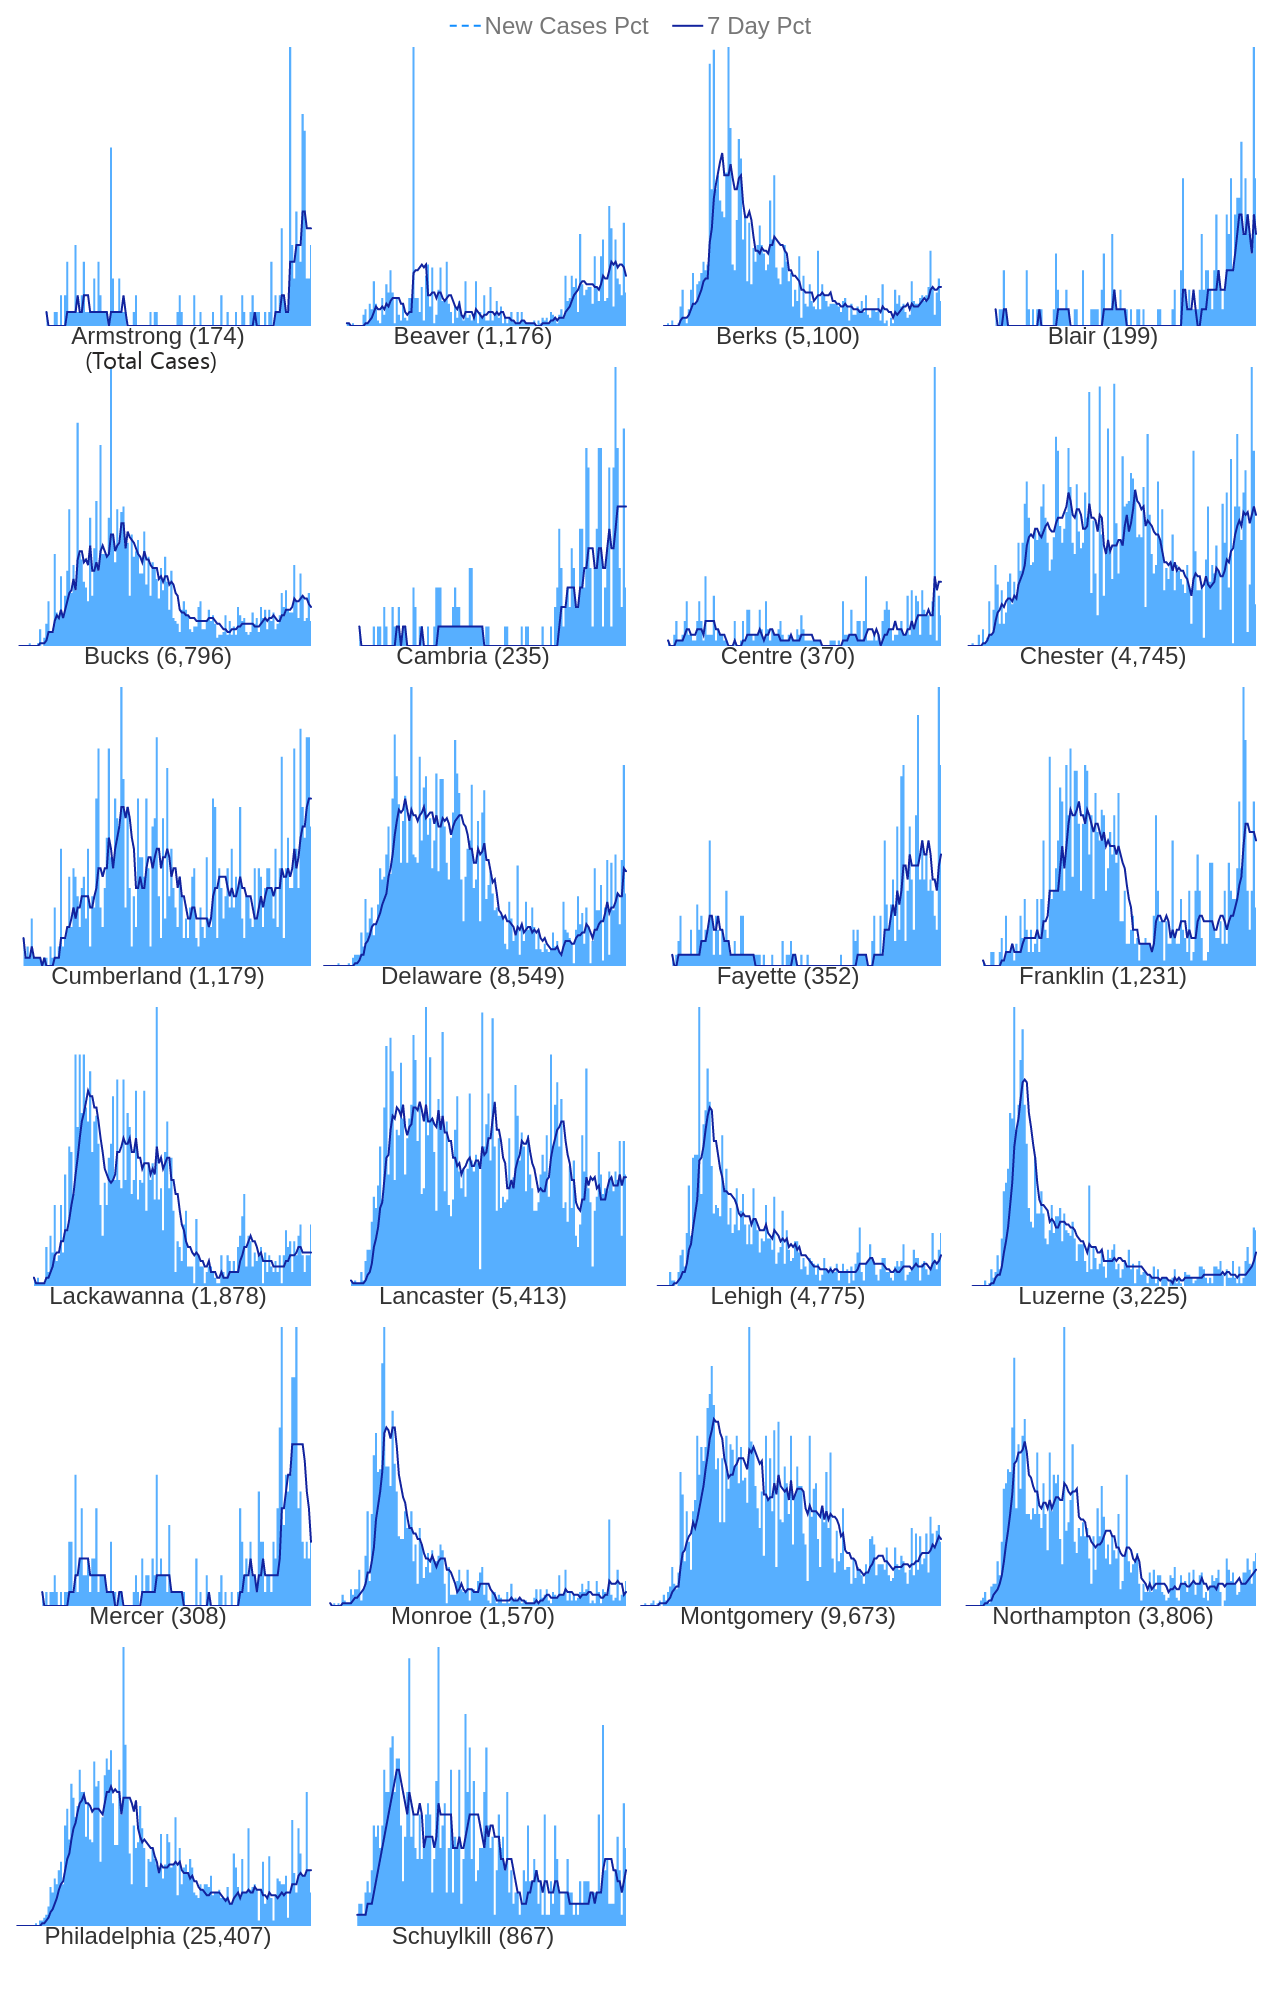 New Cases Pct 7 Day Pct
Armstrong (174) Beaver (1,176) Berks (5,100) Blair (199)
(Total Cases)
Bucks (6,796) Cambria (235) Centre (370) Chester (4,745)
Cumberland (1,179) Delaware (8,549) Fayette (352) Franklin (1,231)
Lackawanna (1,878) Lancaster (5,413) Lehigh (4,775) Luzerne (3,225)
Mercer (308) Monroe (1,570) Montgomery (9,673) Northampton (3,806)
Philadelphia (25,407) Schuylkill (867)